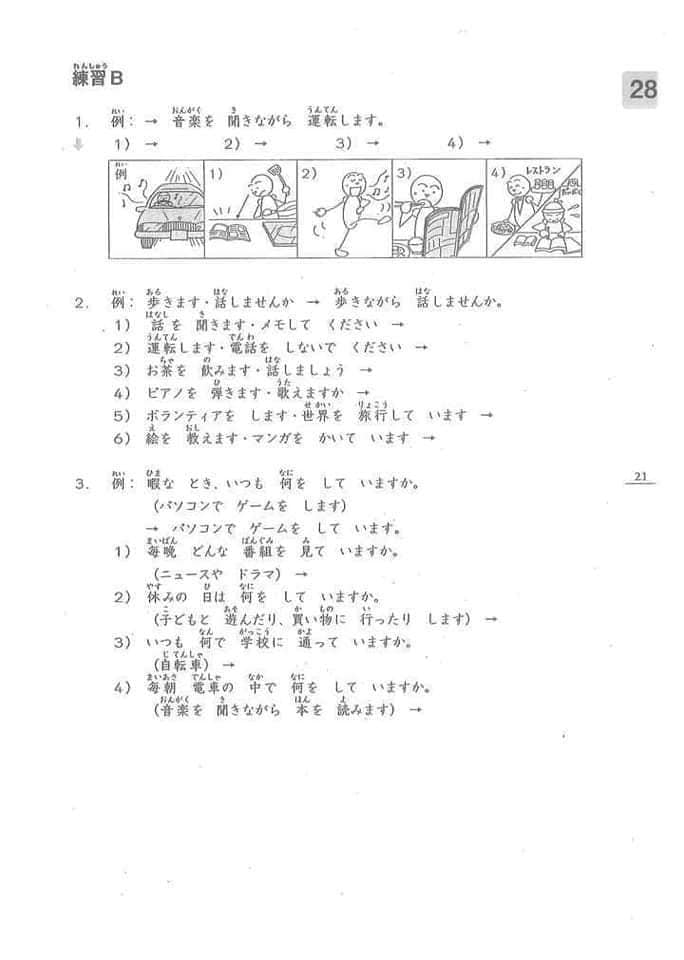 練習B
28
1. 例： → 音楽を 聞きながら 運転します。
1) → 2) → 3) → 4) →
例 1) 2) 3) 4) レストラン
2. 例： 歩きます・話しませんか → 歩きながら 話しませんか。
1) 話を 聞きます・メモして ください →
2) 運転します・電話を しないで ください →
3) お茶を 飲みます・話しましょう →
4) ピアノを 弾きます・歌えますか →
5) ボランティアを します・世界を 旅行して います →
6) 絵を 教えます・マンガを かいて います →
3. 例： 暇な とき、いつも 何を して いますか。
（パソコンで ゲームを します）
→ パソコンで ゲームを して います。
21
1) 毎晩 どんな 番組を 見て いますか。
（ニュースや ドラマ） →
2) 休みの 日は 何を して いますか。
（子どもと 遊んだり、買い物に 行ったり します） →
3) いつも 何で 学校に 通って いますか。
（自転車） →
4) 毎朝 電車の 中で 何を して いますか。
（音楽を 聞きながら 本を 読みます） →